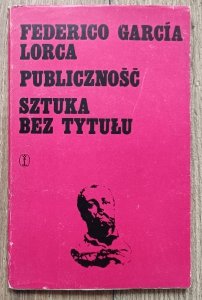 FEDERICO GARCÍA
LORCA
PUBLICZNOŚĆ
SZTUKA
BEZ TYTUŁU